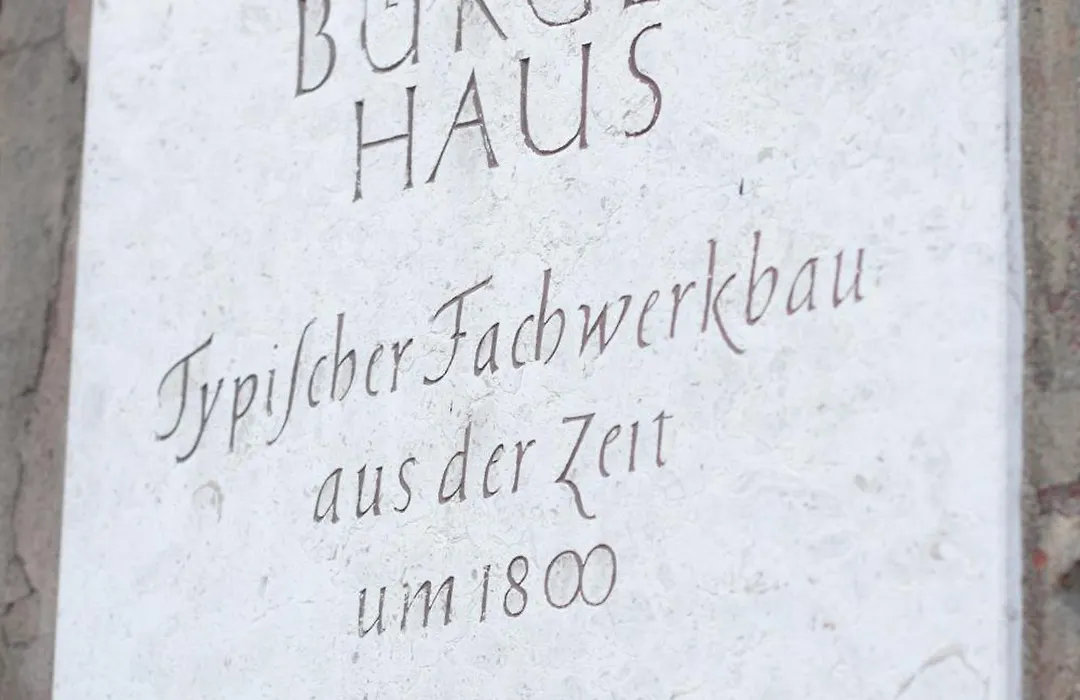 HAUS
Typiſcher Fachwerkbau
aus der Zeit
um 1800